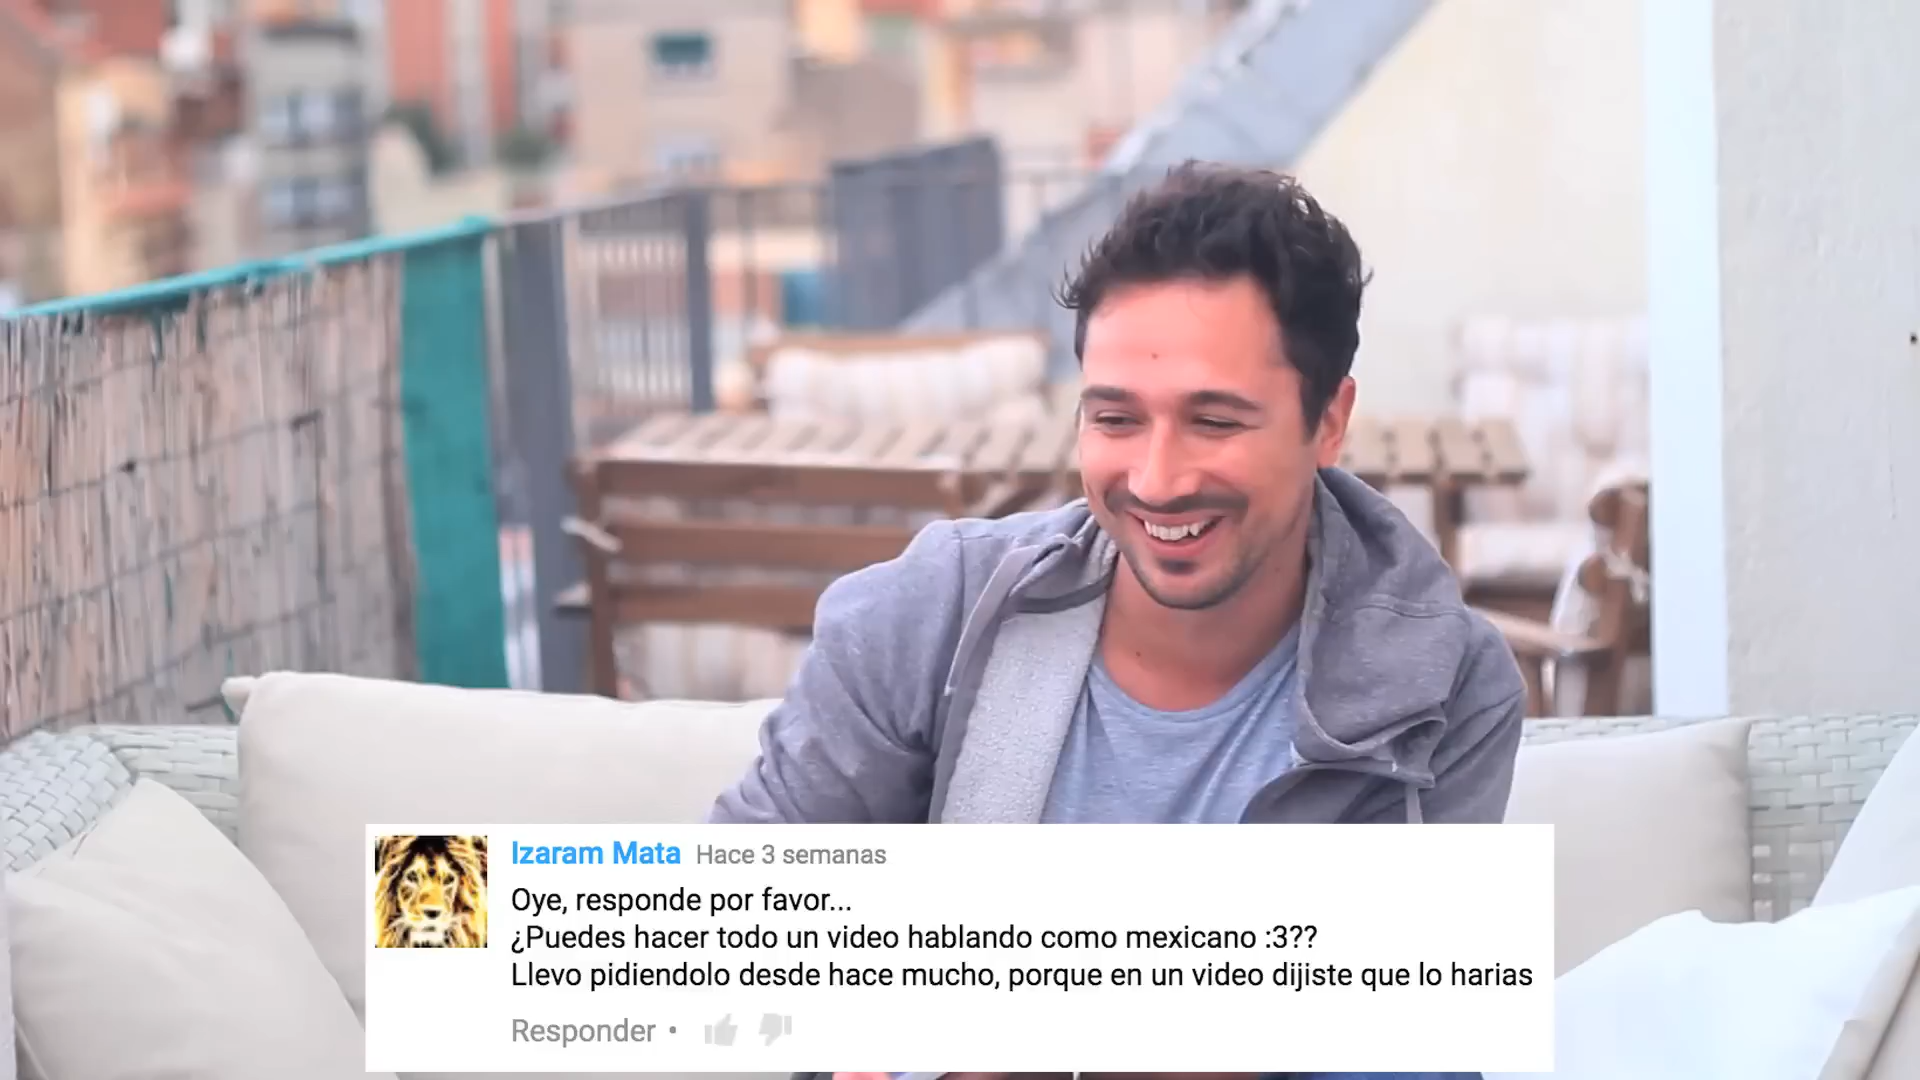 Izaram Mata Hace 3 semanas
Oye, responde por favor...
¿Puedes hacer todo un video hablando como mexicano :3??
Llevo pidiendolo desde hace mucho, porque en un video dijiste que lo harias
Responder •